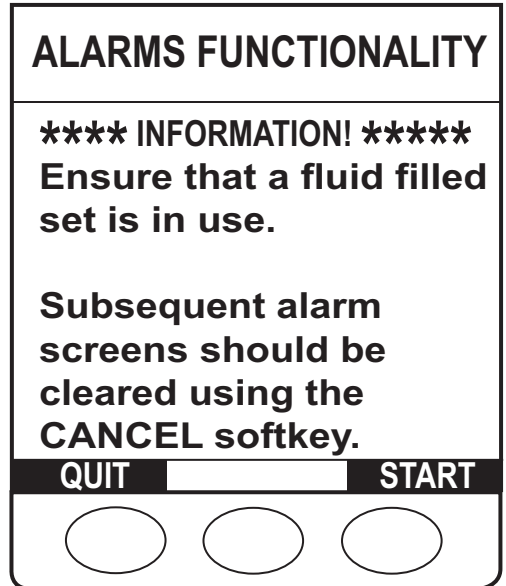 ALARMS FUNCTIONALITY
**** INFORMATION! *****
Ensure that a fluid filled
set is in use.
Subsequent alarm
screens should be
cleared using the
CANCEL softkey.
QUIT START